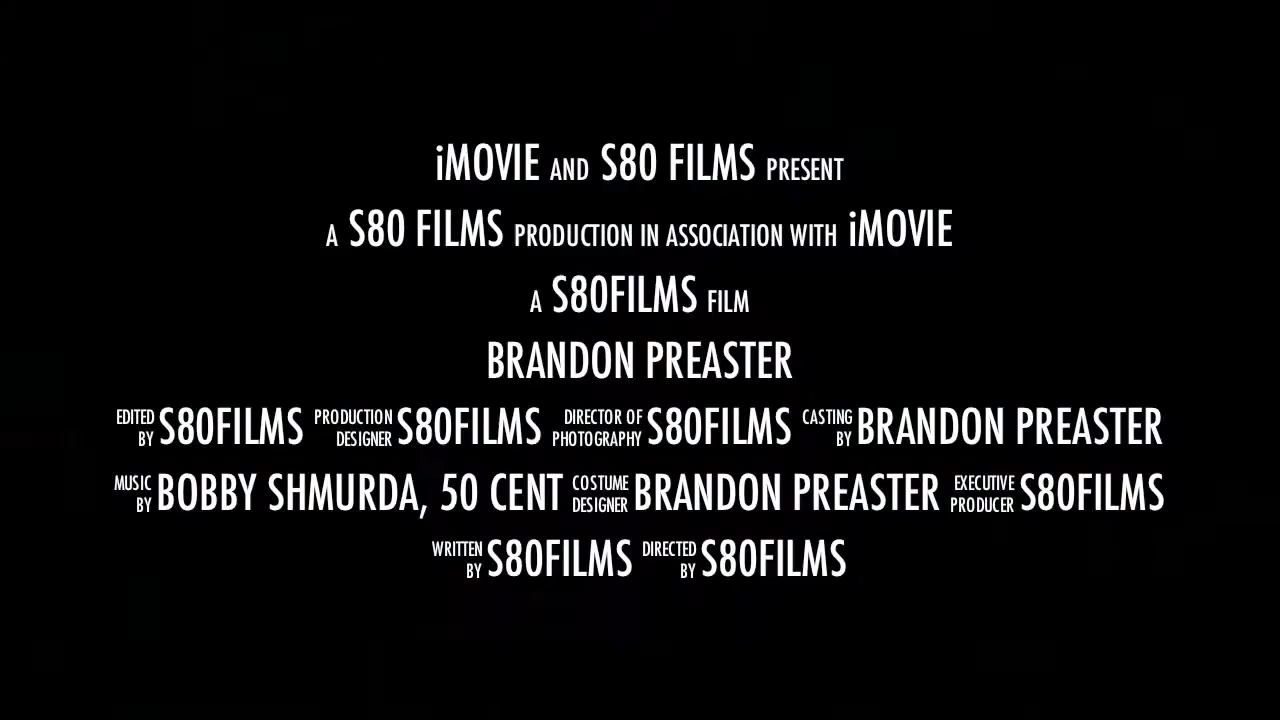 iMOVIE AND S80 FILMS PRESENT
A S80 FILMS PRODUCTION IN ASSOCIATION WITH iMOVIE
A S80FILMS FILM
BRANDON PREASTER
EDITED BY S80FILMS PRODUCTION DESIGNER S80FILMS DIRECTOR OF PHOTOGRAPHY S80FILMS CASTING BY BRANDON PREASTER
MUSIC BY BOBBY SHMURDA, 50 CENT COSTUME DESIGNER BRANDON PREASTER EXECUTIVE PRODUCER S80FILMS
WRITTEN BY S80FILMS DIRECTED BY S80FILMS